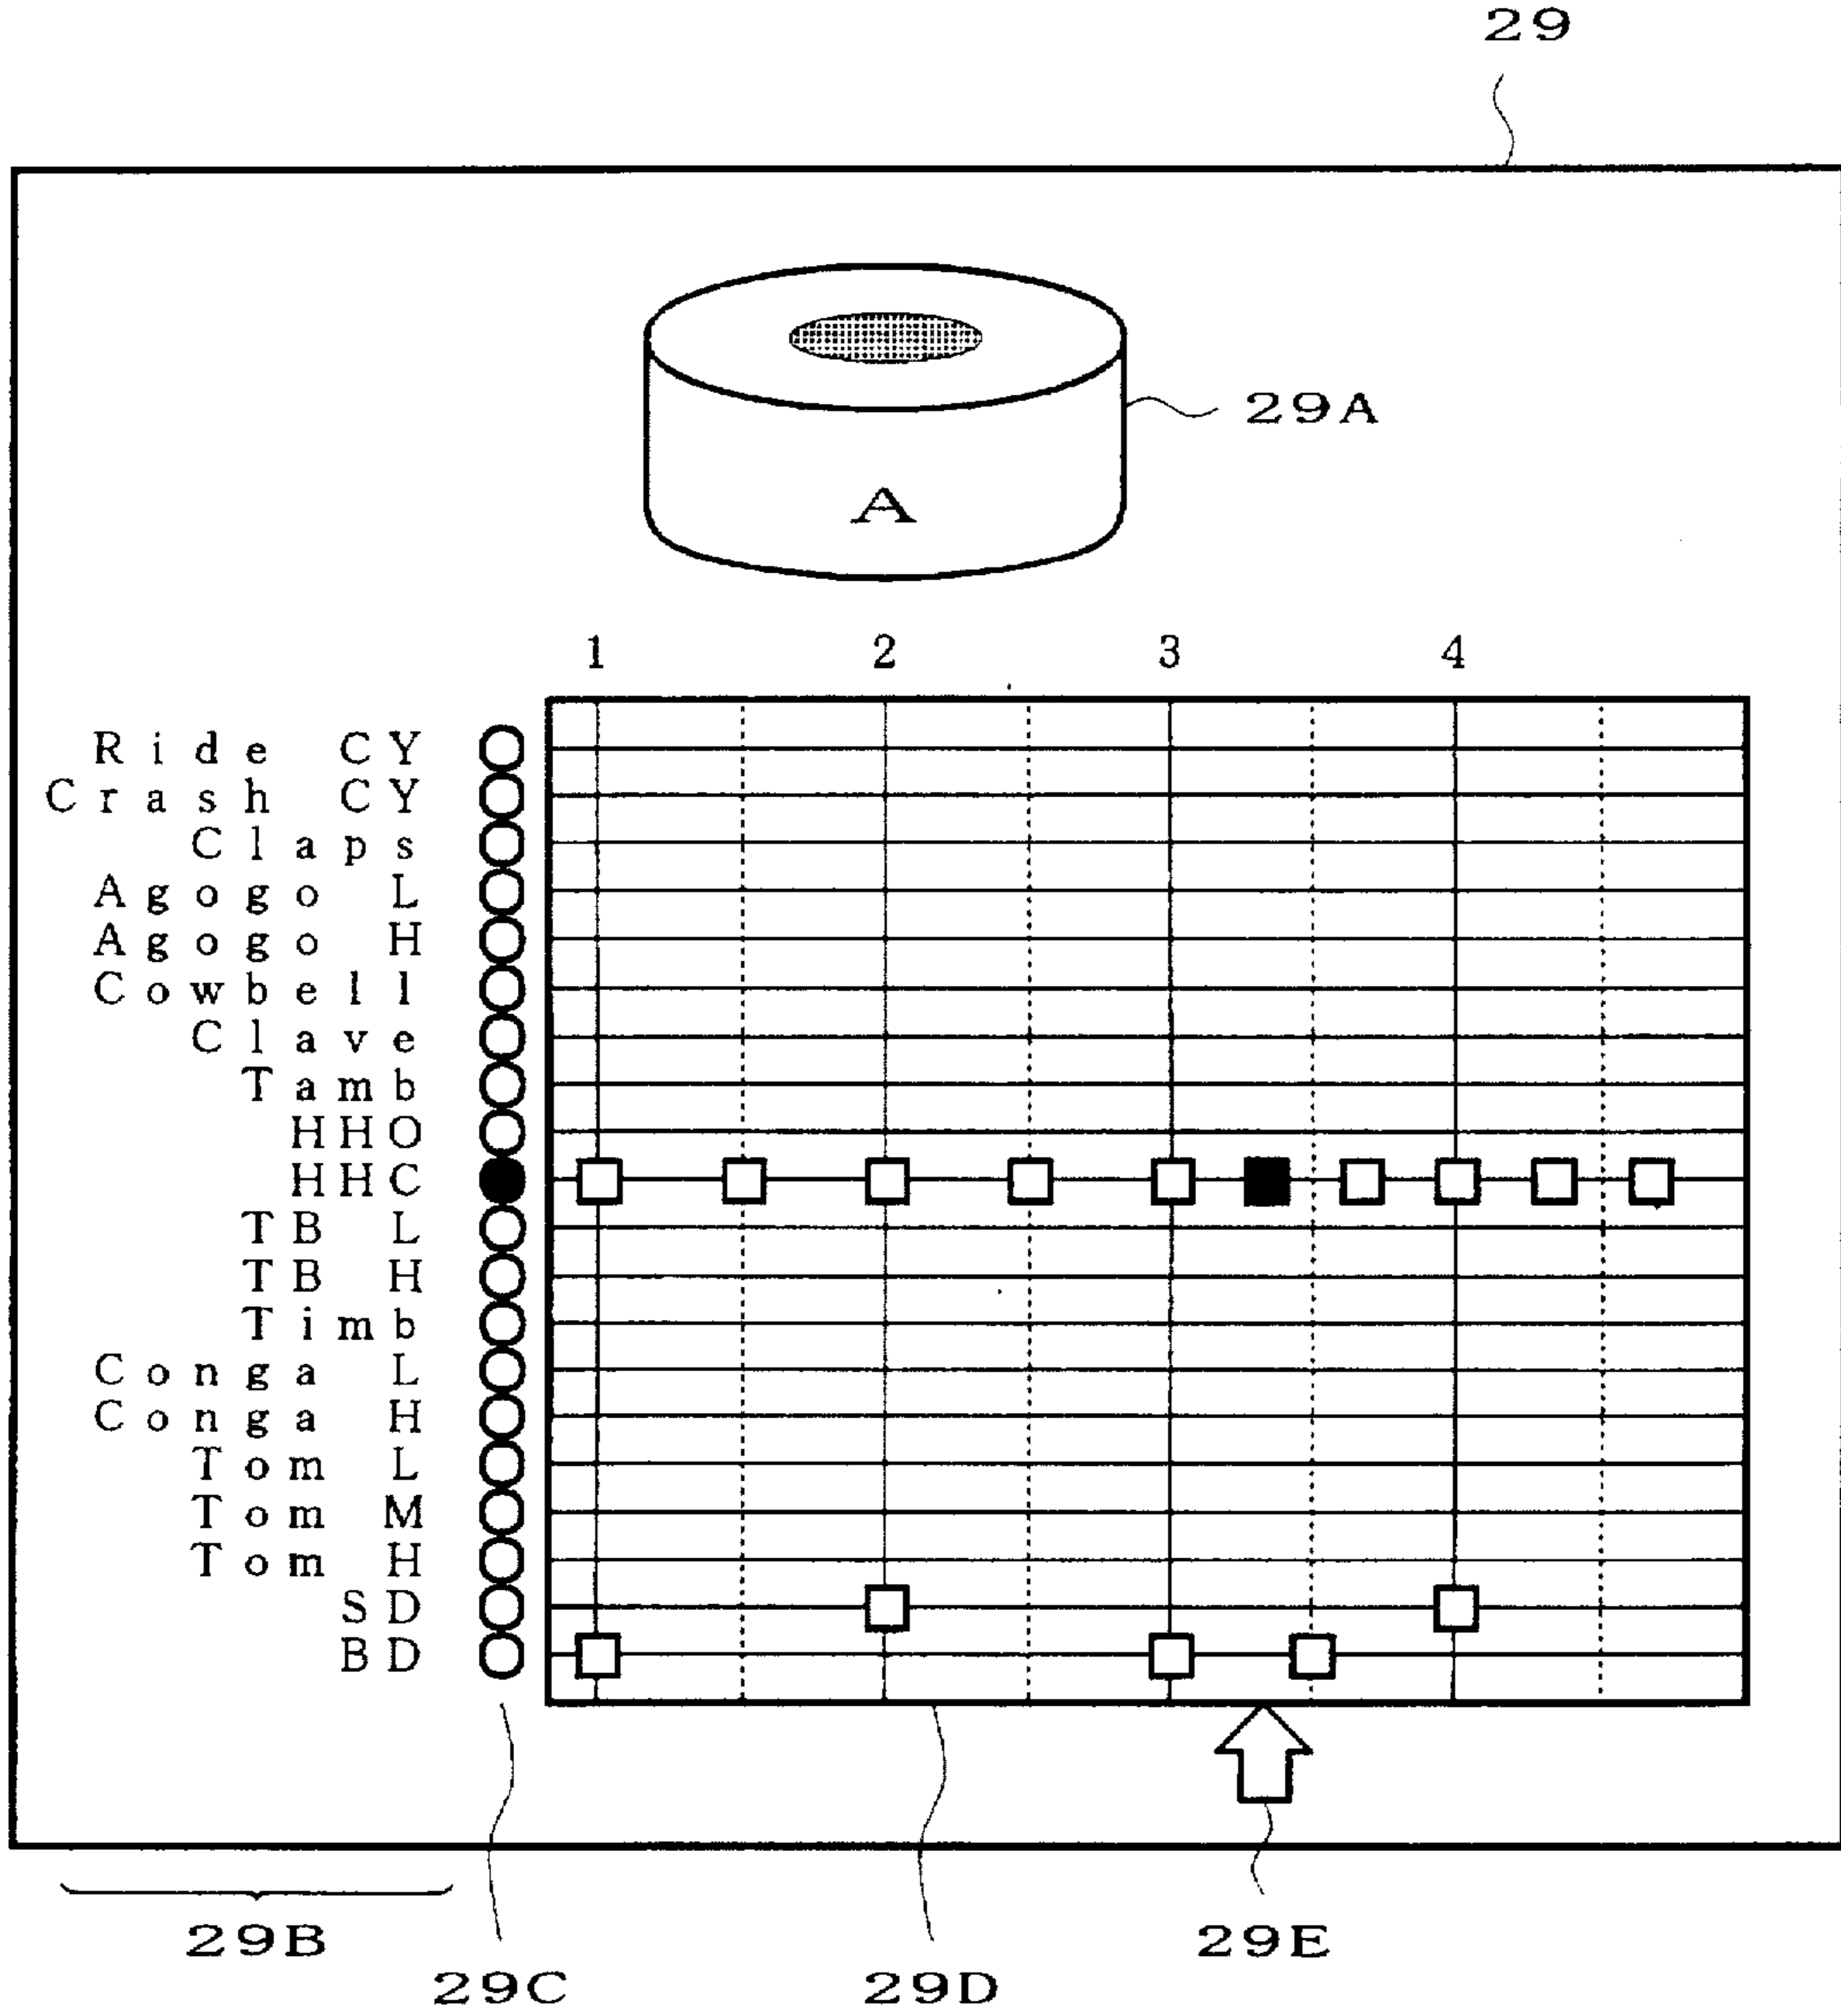 29
29A
A
1 2 3 4
Ride CY
Crash CY
Claps
Agogo L
Agogo H
Cowbell
Clave
Tamb
HHO
HHC
TB L
TB H
Timb
Conga L
Conga H
Tom L
Tom M
Tom H
SD
BD
29B
29C
29D
29E